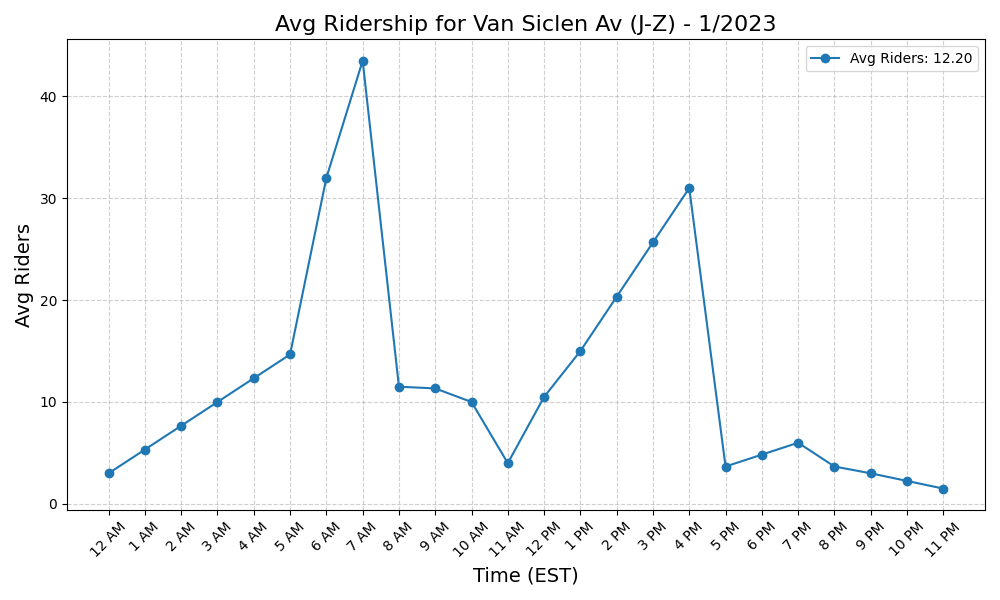 Avg Ridership for Van Siclen Av (J-Z) - 1/2023
Avg Riders: 12.20
Avg Riders
40
30
20
10
0
12 AM
1 AM
2 AM
3 AM
4 AM
5 AM
6 AM
7 AM
8 AM
9 AM
10 AM
11 AM
12 PM
1 PM
2 PM
3 PM
4 PM
5 PM
6 PM
7 PM
8 PM
9 PM
10 PM
11 PM
Time (EST)